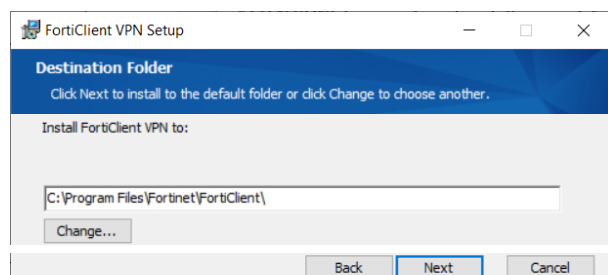 FortiClient VPN Setup
Destination Folder
Click Next to install to the default folder or click Change to choose another.
Install FortiClient VPN to:
C:\Program Files\Fortinet\FortiClient\
Change...
Back Next Cancel